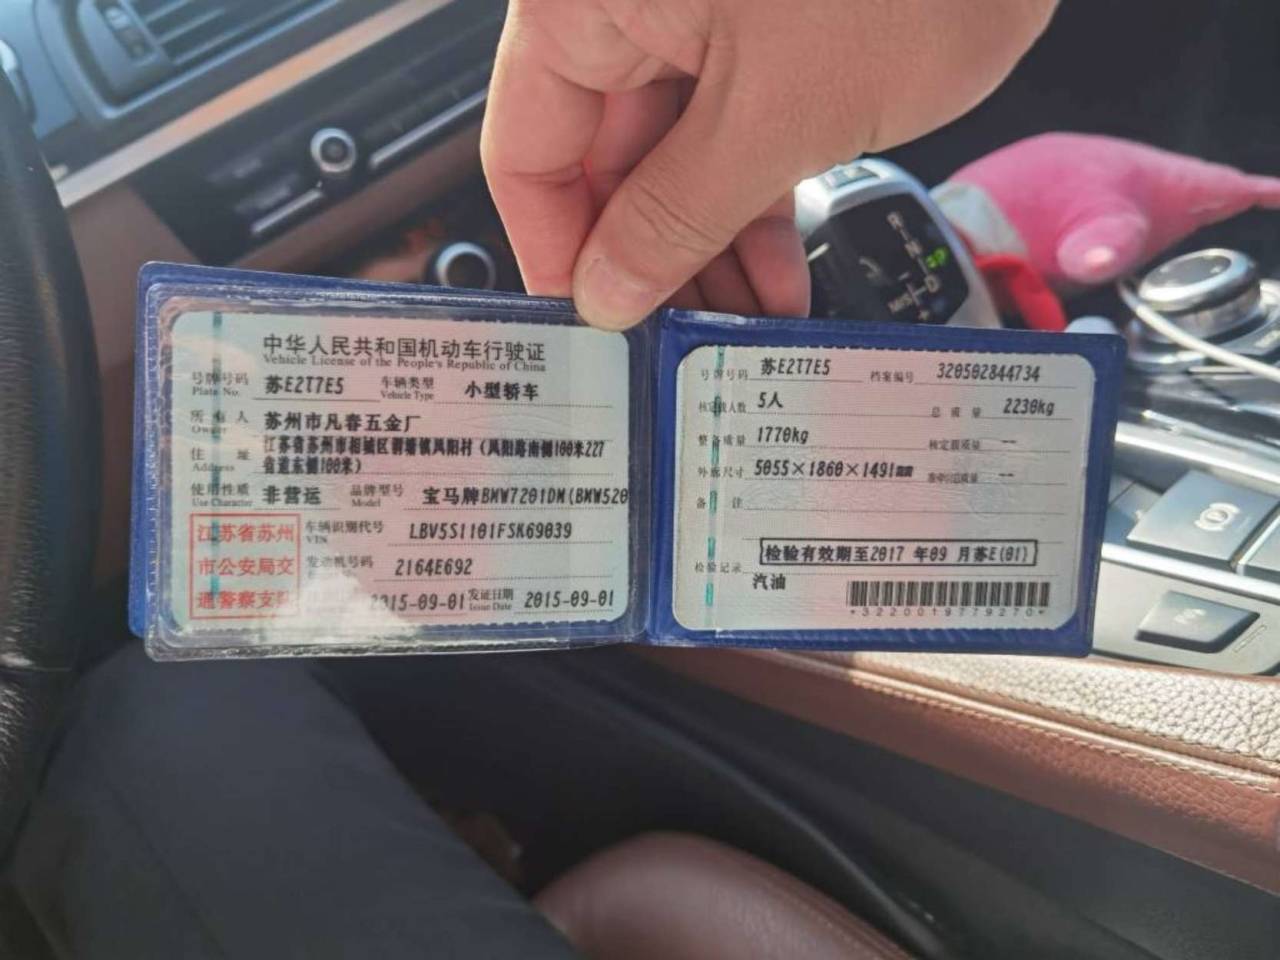 中华人民共和国机动车行驶证
Vehicle License of the People's Republic of China
号牌号码 苏E2T7E5 车辆类型 小型轿车
Plate No. Vehicle Type
所有人 苏州市凡春五金厂
Owner
住址 江苏省苏州市相城区渭塘镇凤阳村（凤阳路南侧100米227
Address 省道东侧100米）
使用性质 非营运 品牌型号 宝马牌BMW7201DM(BMW520
Use Character Model
江苏省苏州
市公安局交
通警察支队
车辆识别代号 LBV5S1101FSK69039
VIN
发动机号码 2164E692
2015-09-01 发证日期 2015-09-01
Issue Date
号牌号码 苏E2T7E5 档案编号 320502844734
核定载人数 5人 总质量 2230kg
整备质量 1770kg 核定载质量 --
外廓尺寸 5055×1860×1491mm 准牵引总质量 --
备注
检验记录 检验有效期至2017年09月苏E(01)
汽油
*3220019779270*
R
N
D
M/S
+